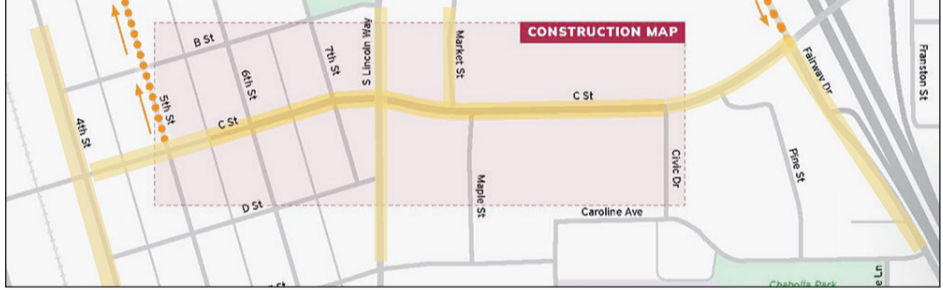 CONSTRUCTION MAP
B St
7th St
S Lincoln Way
Market St
Fairway Dr
Franston St
6th St
5th St
4th St
C St
C St
D St
Maple St
Civic Dr
Pine St
Caroline Ave
Chaholla Park